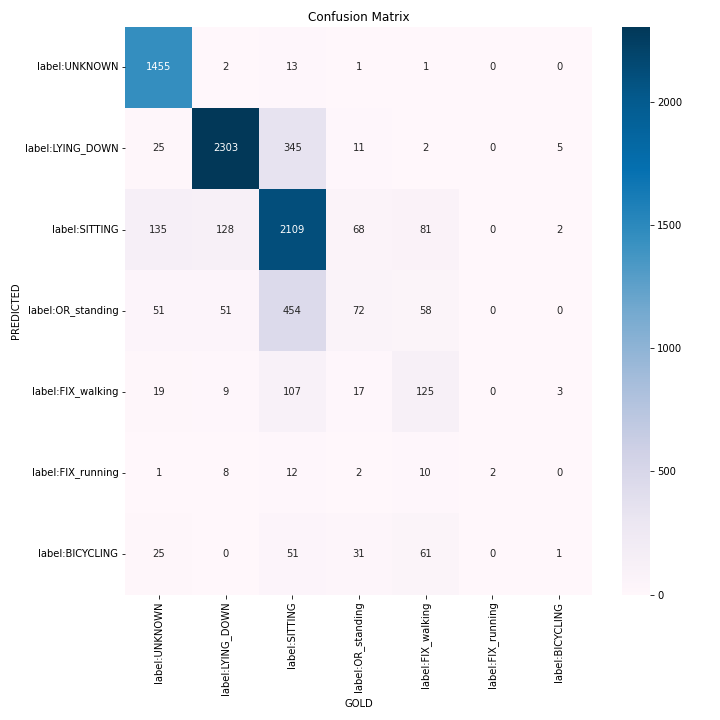 Confusion Matrix
label:UNKNOWN 1455 2 13 1 1 0 0
label:LYING_DOWN 25 2303 345 11 2 0 5
label:SITTING 135 128 2109 68 81 0 2
label:OR_standing 51 51 454 72 58 0 0
label:FIX_walking 19 9 107 17 125 0 3
label:FIX_running 1 8 12 2 10 2 0
label:BICYCLING 25 0 51 31 61 0 1
PREDICTED
label:UNKNOWN
label:LYING_DOWN
label:SITTING
label:OR_standing
label:FIX_walking
label:FIX_running
label:BICYCLING
GOLD
2000
1500
1000
500
0